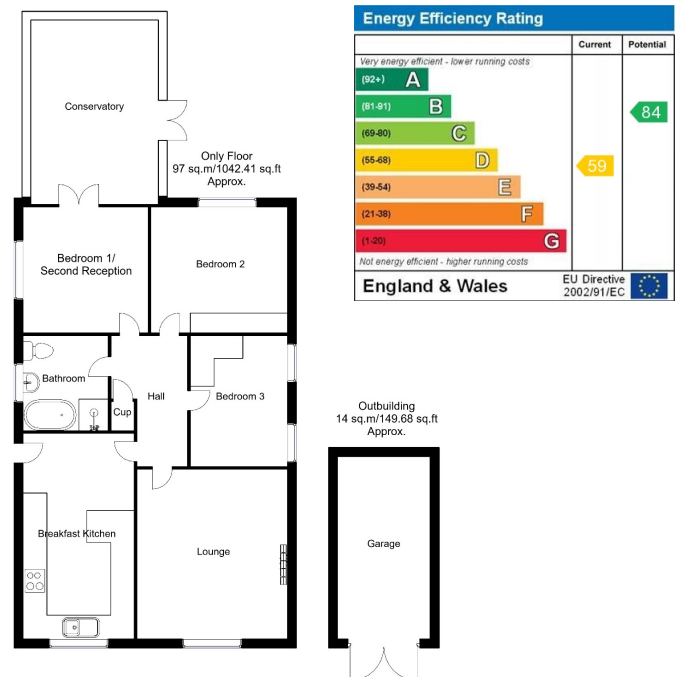 Conservatory
Only Floor
97 sq.m/1042.41 sq.ft
Approx.
Bedroom 1/
Second Reception
Bedroom 2
Bathroom
Hall
Cup
Bedroom 3
Breakfast Kitchen
Lounge
Energy Efficiency Rating
Current Potential
Very energy efficient - lower running costs
(92+) A
(81-91) B
84
(69-80) C
(55-68) D
59
(39-54) E
(21-38) F
(1-20) G
Not energy efficient - higher running costs
England & Wales
EU Directive
2002/91/EC
Outbuilding
14 sq.m/149.68 sq.ft
Approx.
Garage